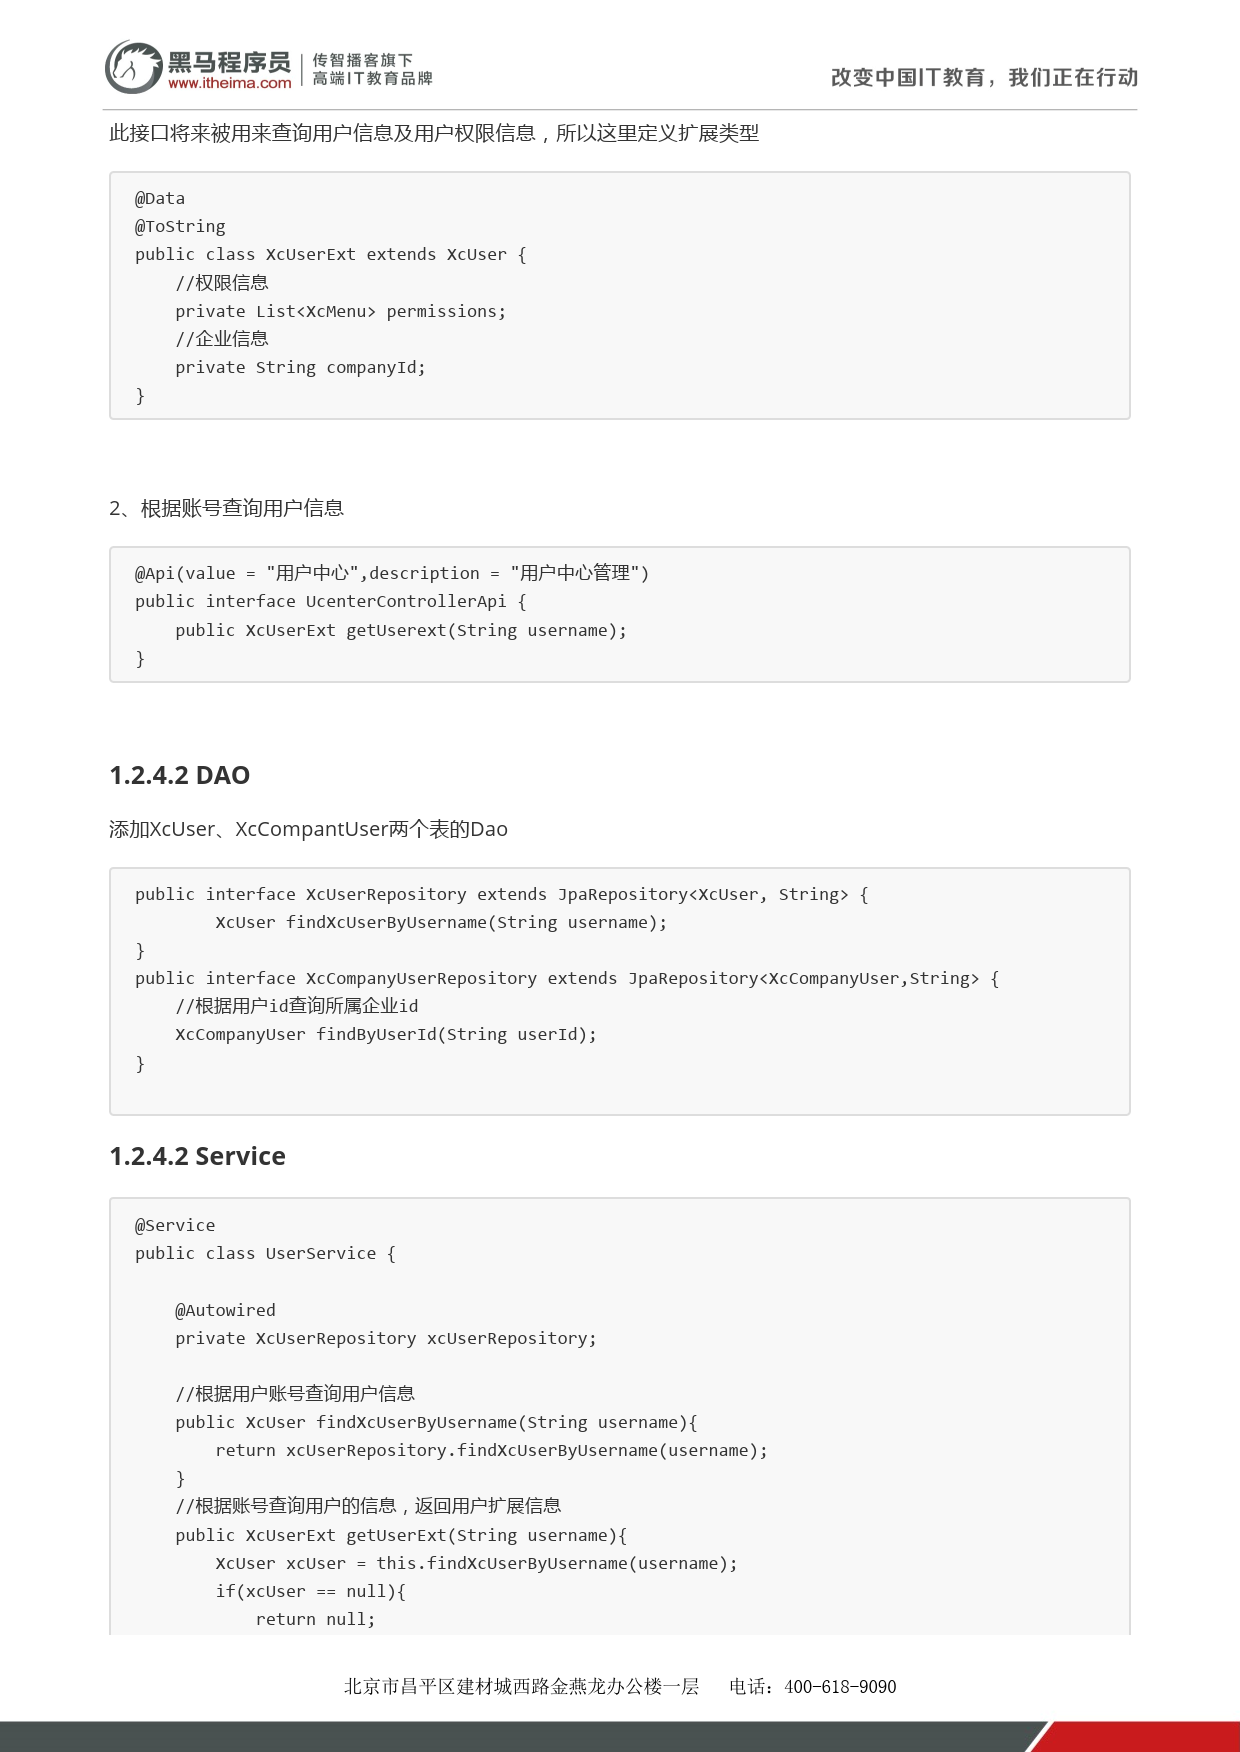 黑马程序员
www.itheima.com
传智播客旗下
高端IT教育品牌
改变中国IT教育，我们正在行动
此接口将来被用来查询用户信息及用户权限信息，所以这里定义扩展类型
@Data
@ToString
public class XcUserExt extends XcUser {
    //权限信息
    private List<XcMenu> permissions;
    //企业信息
    private String companyId;
}
2、根据账号查询用户信息
@Api(value = "用户中心",description = "用户中心管理")
public interface UcenterControllerApi {
    public XcUserExt getUserext(String username);
}
1.2.4.2 DAO
添加XcUser、XcCompantUser两个表的Dao
public interface XcUserRepository extends JpaRepository<XcUser, String> {
        XcUser findXcUserByUsername(String username);
}
public interface XcCompanyUserRepository extends JpaRepository<XcCompanyUser,String> {
    //根据用户id查询所属企业id
    XcCompanyUser findByUserId(String userId);
}
1.2.4.2 Service
@Service
public class UserService {
    @Autowired
    private XcUserRepository xcUserRepository;
    //根据用户账号查询用户信息
    public XcUser findXcUserByUsername(String username){
        return xcUserRepository.findXcUserByUsername(username);
    }
    //根据账号查询用户的信息，返回用户扩展信息
    public XcUserExt getUserExt(String username){
        XcUser xcUser = this.findXcUserByUsername(username);
        if(xcUser == null){
            return null;
北京市昌平区建材城西路金燕龙办公楼一层 电话：400-618-9090